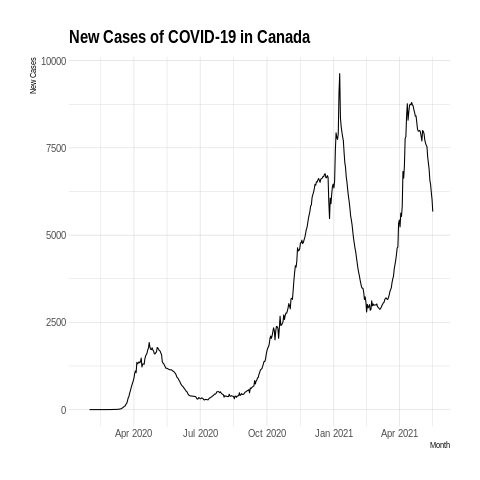 New Cases of COVID-19 in Canada
New Cases
10000
7500
5000
2500
0
Apr 2020 Jul 2020 Oct 2020 Jan 2021 Apr 2021
Month